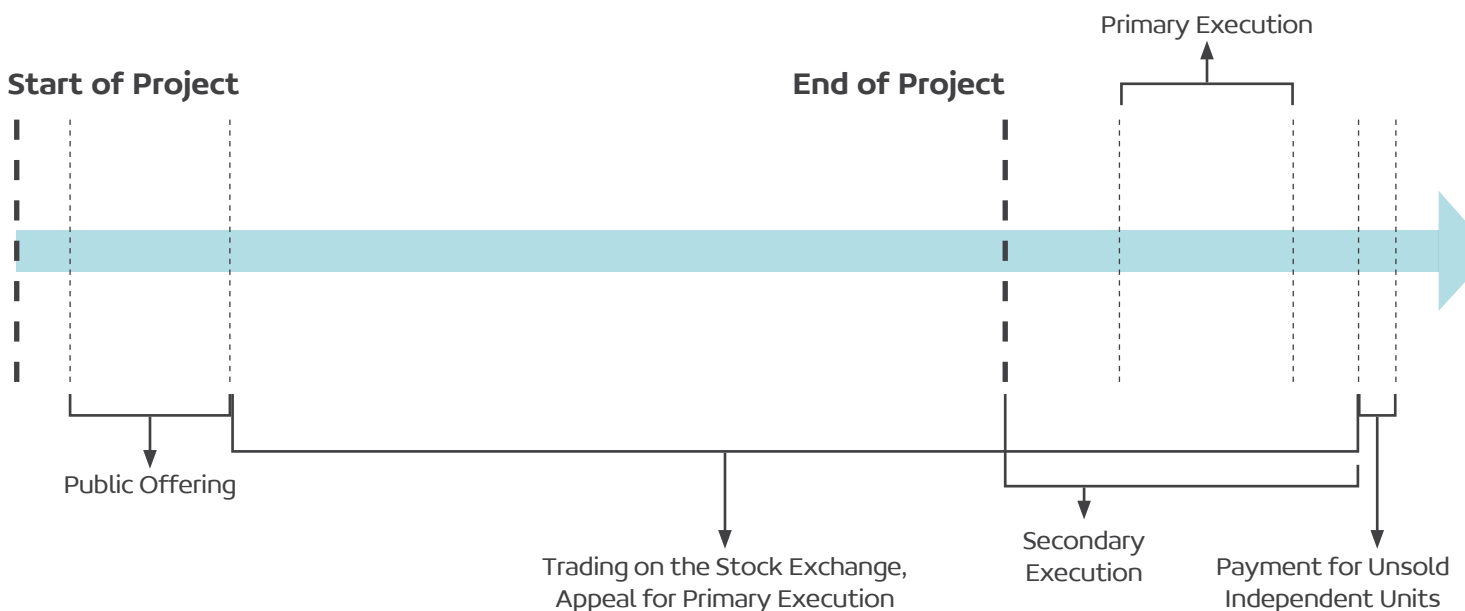 Primary Execution
Start of Project
End of Project
Public Offering
Trading on the Stock Exchange,
Appeal for Primary Execution
Secondary
Execution
Payment for Unsold
Independent Units